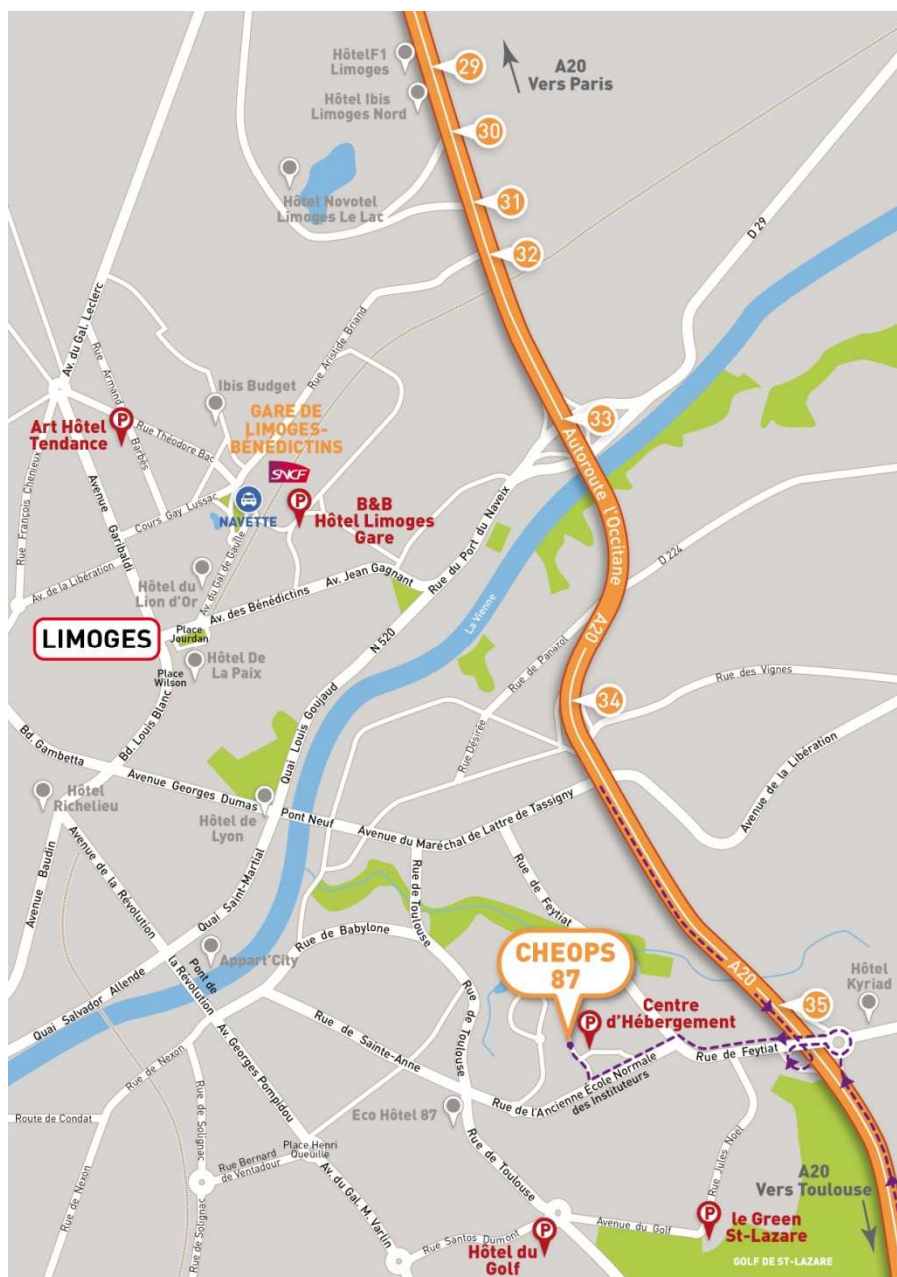 HôtelF1
Limoges
29
A20
Vers Paris
Hôtel Ibis
Limoges Nord
30
Hôtel Novotel
Limoges Le Lac
31
32
D 29
Av. du Gal. Leclerc
Rue Armand
Barbès
Rue Aristide Briand
Ibis Budget
Art Hôtel
Tendance
P
Rue Théodore Bac
GARE DE
LIMOGES-
BÉNÉDICTINS
SNCF
33
Autoroute l'Occitane
Rue François Chenieux
Avenue Garibaldi
Cours Gay Lussac
NAVETTE
P
B&B
Hôtel Limoges
Gare
Rue du Port du Naveix
Av. de la Libération
Hôtel du
Lion d'Or
Av. du Gal de Gaulle
Av. Jean Gagnant
Av. des Bénédictins
D 224
La Vienne
A20
LIMOGES
Place
Jourdan
N 520
Hôtel De
La Paix
Place
Wilson
Rue de Panazol
Rue des Vignes
34
Bd. Louis Blanc
Bd. Gambetta
Quai Louis Goujaud
Rue Désirée
Avenue de la Libération
Hôtel
Richelieu
Avenue Georges Dumas
Hôtel de
Lyon
Pont Neuf
Avenue du Maréchal de Lattre de Tassigny
Avenue Baudin
Avenue de la Révolution
Quai Saint-Martial
Rue de Toulouse
Rue de Feytiat
Rue de Babylone
Appart'City
Pont de
la Révolution
CHEOPS
87
A20
Hôtel
Kyriad
35
Quai Salvador Allende
Rue de Toulouse
P
Centre
d'Hébergement
Rue de Feytiat
Rue de Nexon
Av. Georges Pompidou
Rue de Sainte-Anne
Rue de l'Ancienne École Normale
des Instituteurs
Route de Condat
Rue de Solignac
Eco Hôtel 87
Place Henri
Queuille
Rue Bernard
de Ventadour
Rue de Toulouse
Rue Jules Noel
A20
Vers Toulouse
Rue de Nexon
Rue de Solignac
Av. du Gal. M. Varlin
Rue Santos Dumont
P
Hôtel du
Golf
Avenue du Golf
P
le Green
St-Lazare
GOLF DE ST-LAZARE